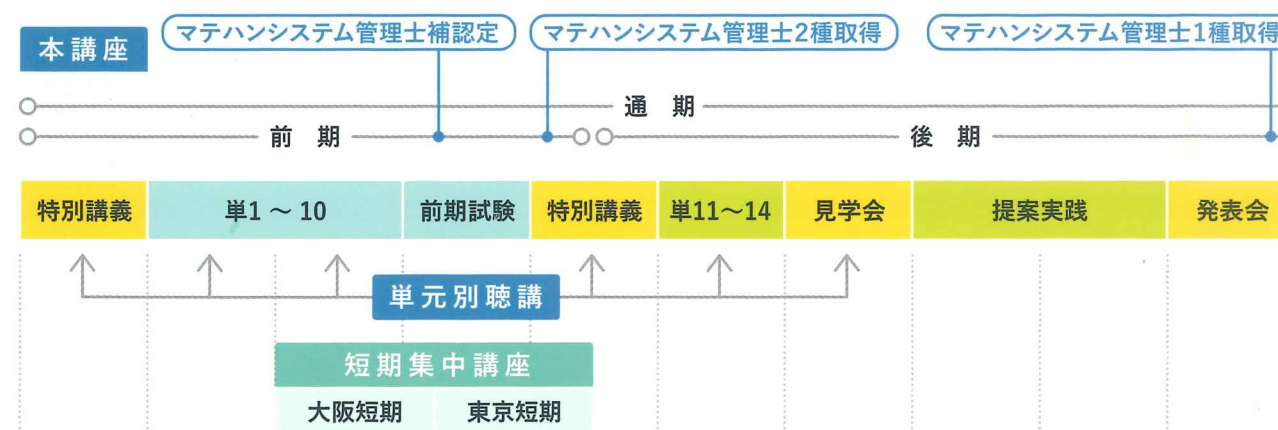 本講座
マテハンシステム管理士補認定
マテハンシステム管理士2種取得
マテハンシステム管理士1種取得
通 期
前 期
後 期
特別講義
単1 ～ 10
前期試験
特別講義
単11～14
見学会
提案実践
発表会
単元別聴講
短期集中講座
大阪短期
東京短期